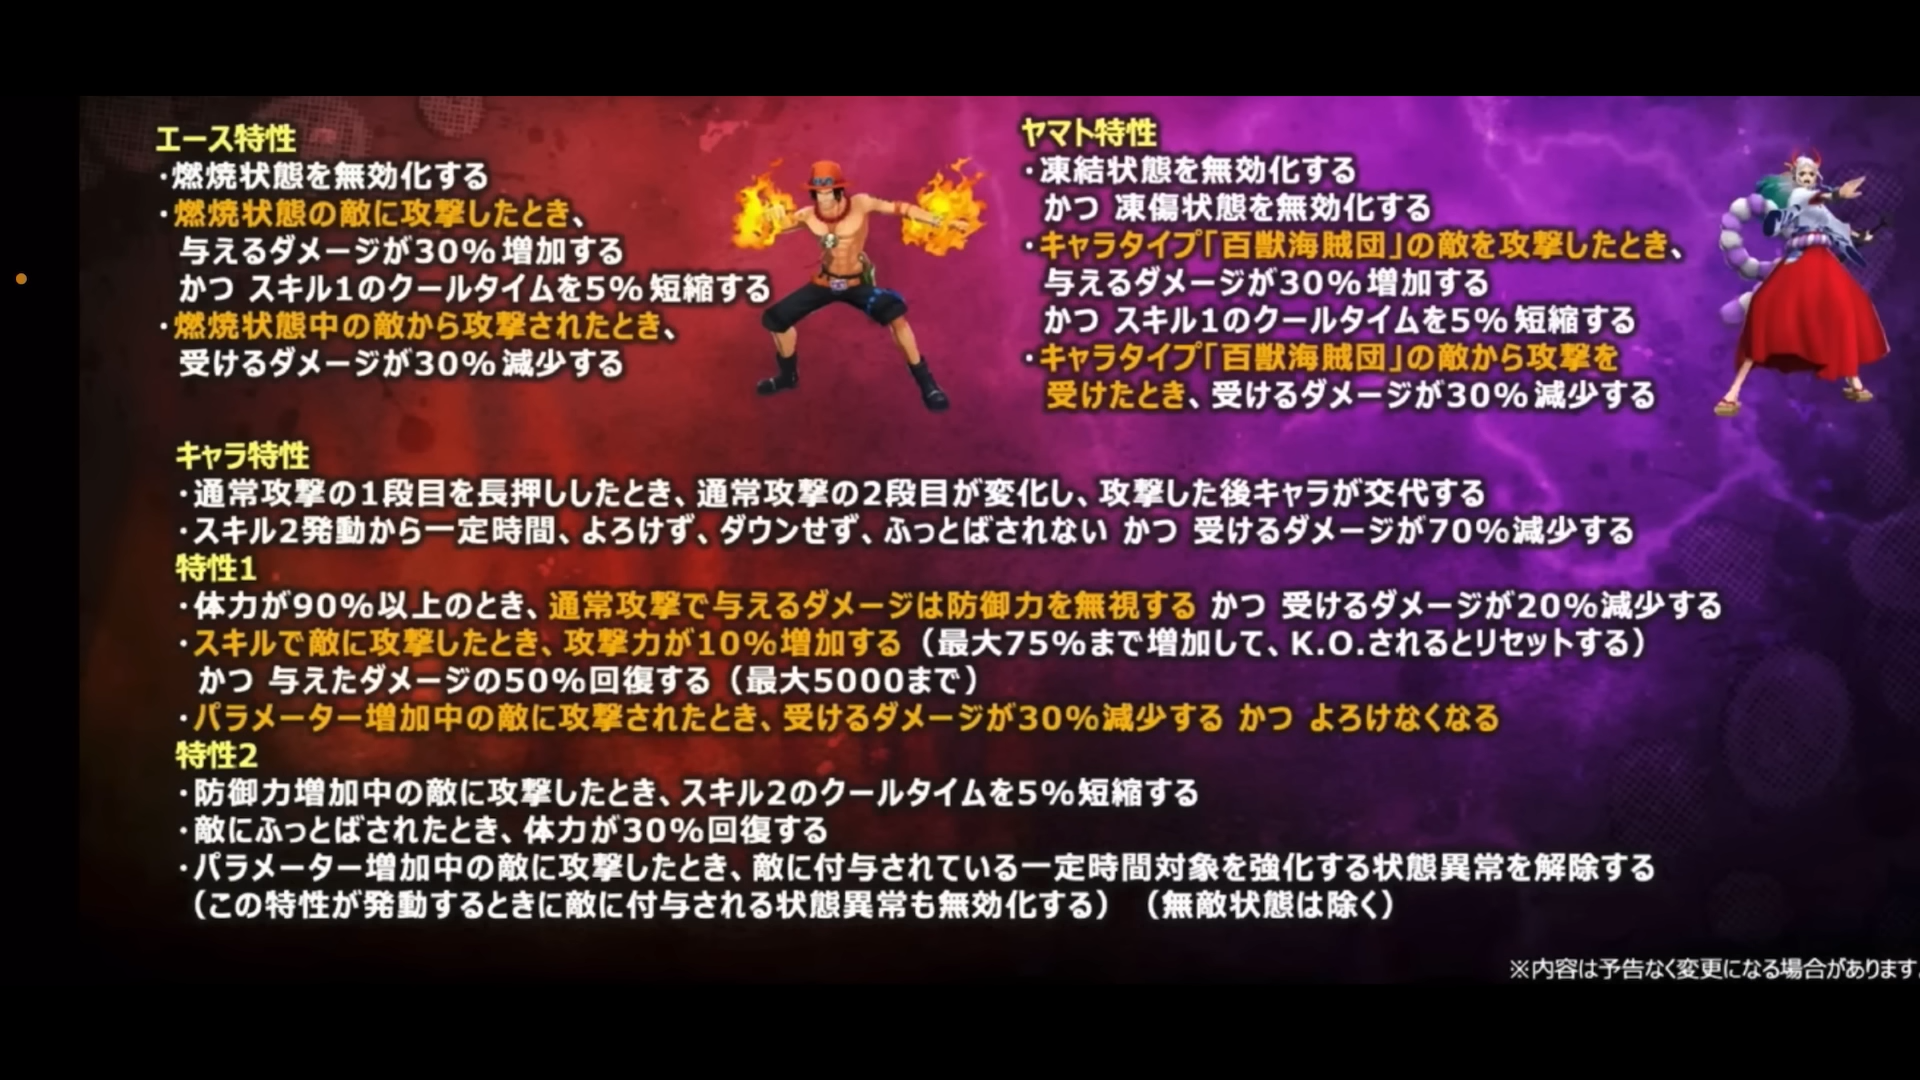 エース特性
・燃焼状態を無効化する
・燃焼状態の敵に攻撃したとき、
与えるダメージが30%増加する
かつ スキル1のクールタイムを5%短縮する
・燃焼状態中の敵から攻撃されたとき、
受けるダメージが30%減少する
ヤマト特性
・凍結状態を無効化する
かつ 凍傷状態を無効化する
・キャラタイプ「百獣海賊団」の敵を攻撃したとき、
与えるダメージが30%増加する
かつ スキル1のクールタイムを5%短縮する
・キャラタイプ「百獣海賊団」の敵から攻撃を
受けたとき、受けるダメージが30%減少する
キャラ特性
・通常攻撃の1段目を長押ししたとき、通常攻撃の2段目が変化し、攻撃した後キャラが交代する
・スキル2発動から一定時間、よろけず、ダウンせず、ふっとばされない かつ 受けるダメージが70%減少する
特性1
・体力が90%以上のとき、通常攻撃で与えるダメージは防御力を無視する かつ 受けるダメージが20%減少する
・スキルで敵に攻撃したとき、攻撃力が10%増加する（最大75%まで増加して、K.O.されるとリセットする）
かつ 与えたダメージの50%回復する（最大5000まで）
・パラメーター増加中の敵に攻撃されたとき、受けるダメージが30%減少する かつ よろけなくなる
特性2
・防御力増加中の敵に攻撃したとき、スキル2のクールタイムを5%短縮する
・敵にふっとばされたとき、体力が30%回復する
・パラメーター増加中の敵に攻撃したとき、敵に付与されている一定時間対象を強化する状態異常を解除する
（この特性が発動するときに敵に付与される状態異常も無効化する）（無敵状態は除く）
※内容は予告なく変更になる場合があります。